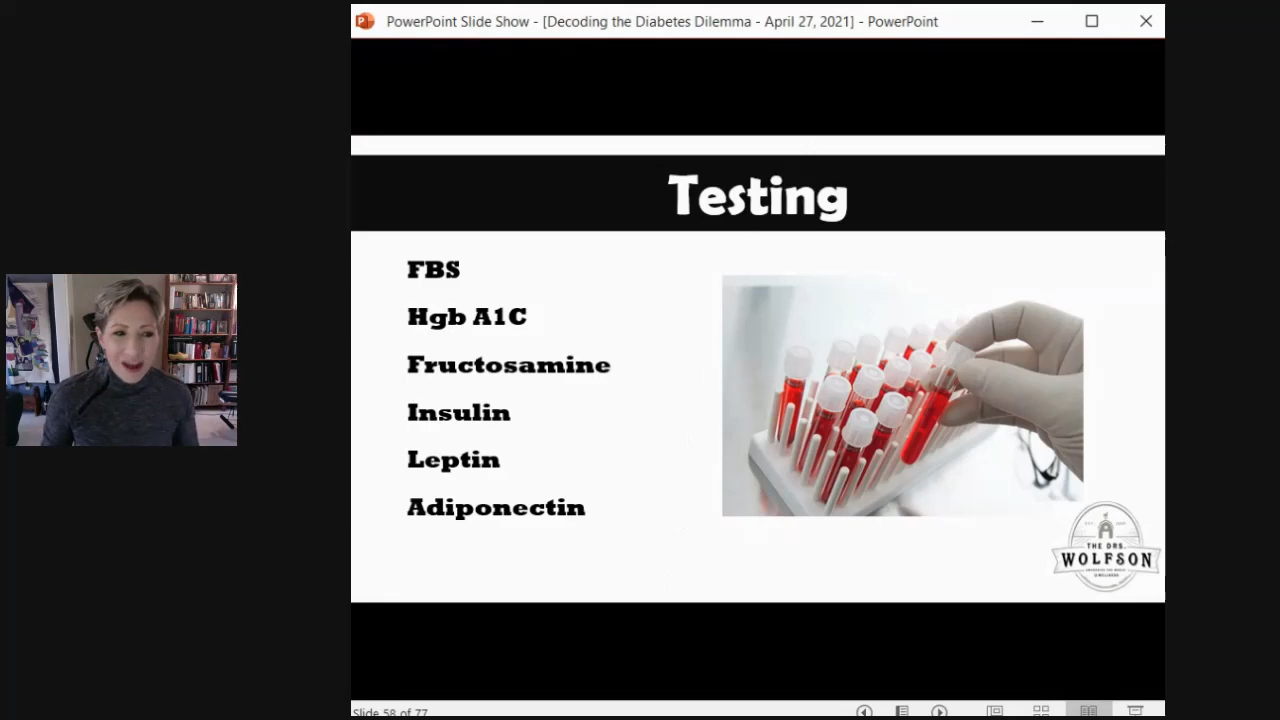 PowerPoint Slide Show - [Decoding the Diabetes Dilemma - April 27, 2021] - PowerPoint
Testing
FBS
Hgb A1C
Fructosamine
Insulin
Leptin
Adiponectin
THE DRS.
WOLFSON
Slide 58 of 77